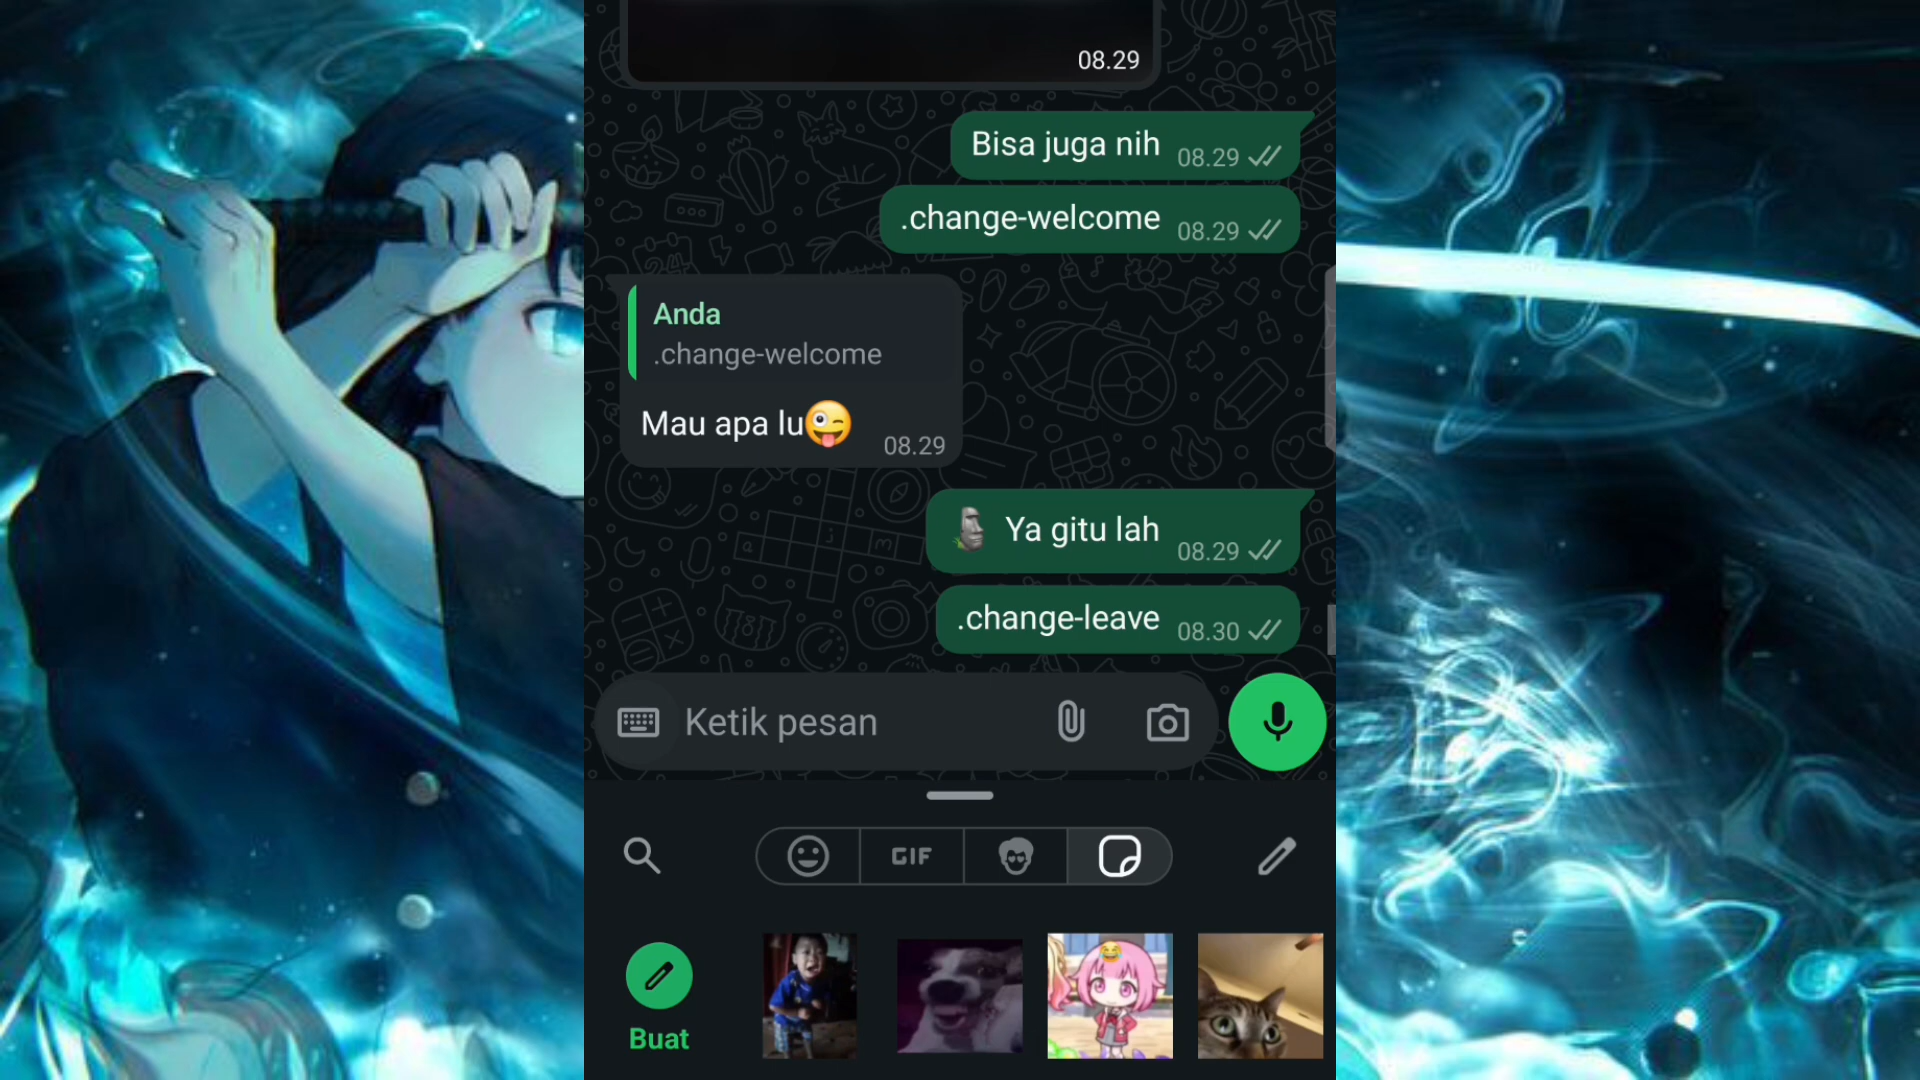 08.29
Bisa juga nih 08.29
.change-welcome 08.29
Anda
.change-welcome
Mau apa lu😜 08.29
🗿 Ya gitu lah 08.29
.change-leave 08.30
Ketik pesan
GIF
Buat